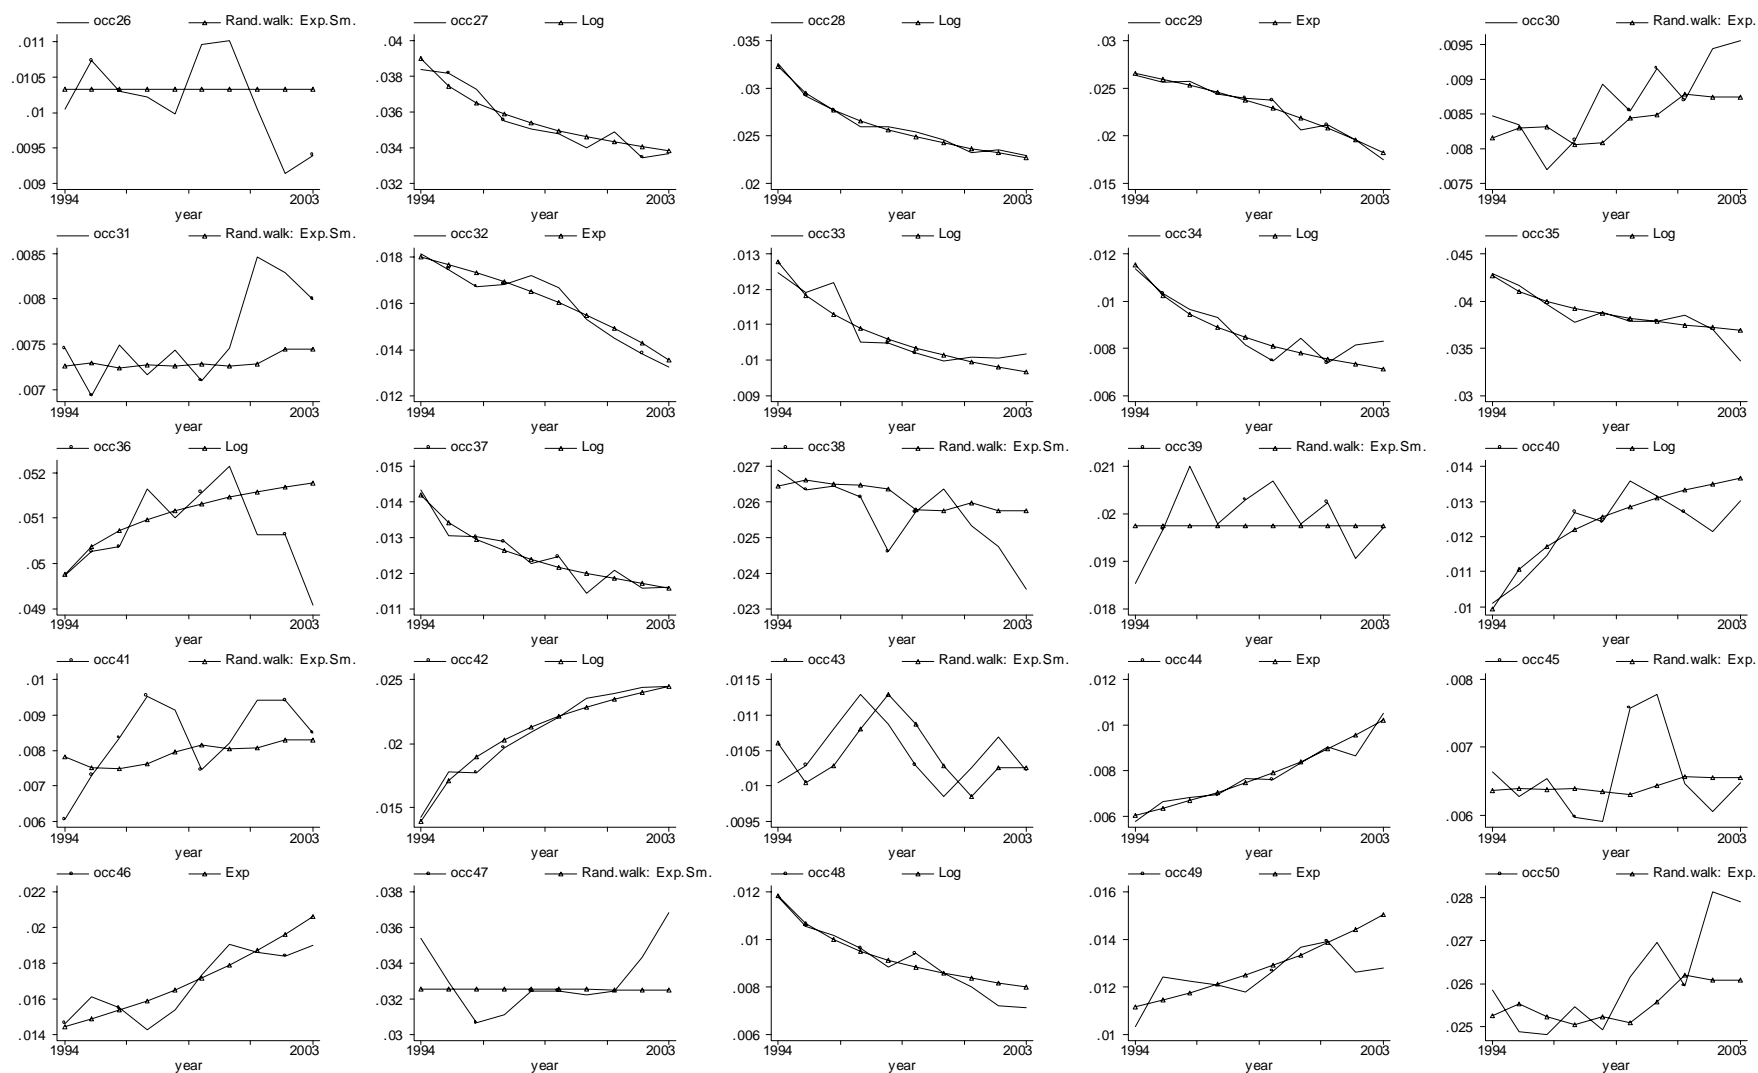 occ26 Rand.walk: Exp.Sm. occ27 Log occ28 Log occ29 Exp occ30 Rand.walk: Exp.
.011 .04 .035 .03 .0095
.0105 .038 .03 .025 .009
.01 .036 .0085
.0095 .034 .025 .02 .008
.009 .032 .02 .015 .0075
1994 2003 1994 2003 1994 2003 1994 2003 1994 2003
year year year year year
occ31 Rand.walk: Exp.Sm. occ32 Exp occ33 Log occ34 Log occ35 Log
.0085 .018 .013 .012 .045
.008 .016 .012 .01 .04
.0075 .011
.007 .014 .01 .008 .035
.012 .009 .006 .03
1994 2003 1994 2003 1994 2003 1994 2003 1994 2003
year year year year year
occ36 Log occ37 Log occ38 Rand.walk: Exp.Sm. occ39 Rand.walk: Exp.Sm. occ40 Log
.052 .015 .027 .021 .014
.051 .014 .026 .02 .013
.013 .025 .012
.05 .012 .024 .019 .011
.049 .011 .023 .018 .01
1994 2003 1994 2003 1994 2003 1994 2003 1994 2003
year year year year year
occ41 Rand.walk: Exp.Sm. occ42 Log occ43 Rand.walk: Exp.Sm. occ44 Exp occ45 Rand.walk: Exp.
.01 .025 .0115 .012 .008
.009 .02 .011 .01 .007
.008 .0105
.007 .015 .01 .008 .006
.006 .0095 .006
1994 2003 1994 2003 1994 2003 1994 2003 1994 2003
year year year year year
occ46 Exp occ47 Rand.walk: Exp.Sm. occ48 Log occ49 Exp occ50 Rand.walk: Exp.
.022 .038 .012 .016 .028
.02 .036 .01 .014 .027
.018 .034 .026
.016 .032 .008 .012 .025
.014 .03 .006 .01
1994 2003 1994 2003 1994 2003 1994 2003 1994 2003
year year year year year